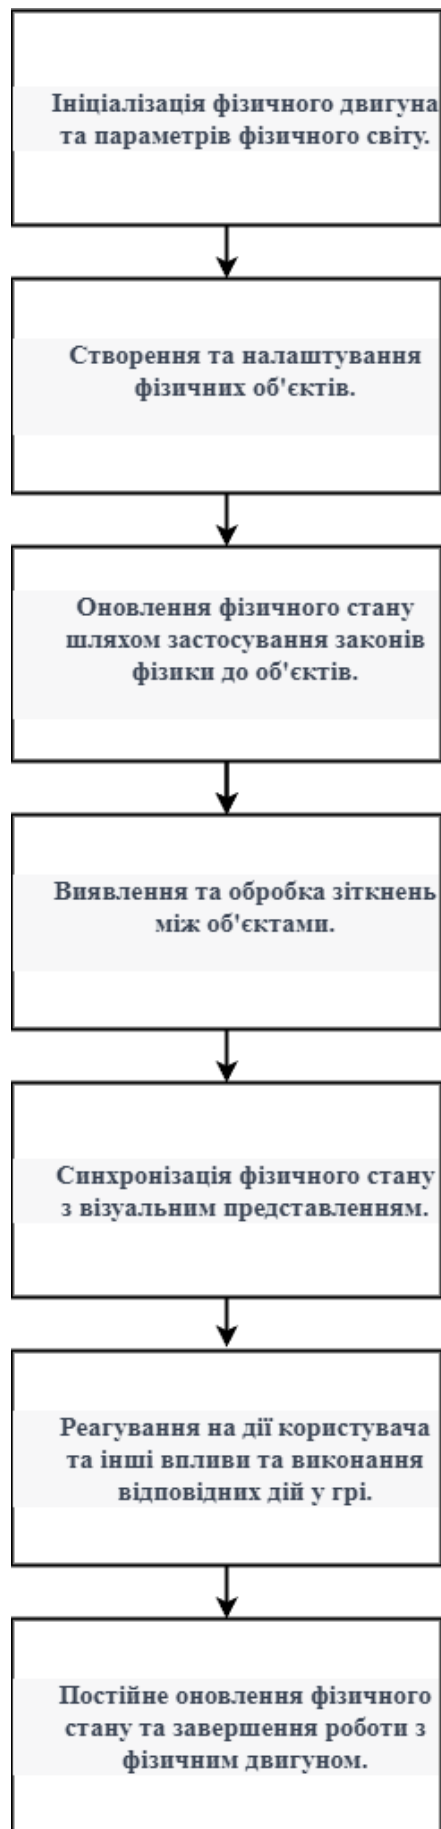 Ініціалізація фізичного двигуна
та параметрів фізичного світу.
Створення та налаштування
фізичних об'єктів.
Оновлення фізичного стану
шляхом застосування законів
фізики до об'єктів.
Виявлення та обробка зіткнень
між об'єктами.
Синхронізація фізичного стану
з візуальним представленням.
Реагування на дії користувача
та інші впливи та виконання
відповідних дій у грі.
Постійне оновлення фізичного
стану та завершення роботи з
фізичним двигуном.